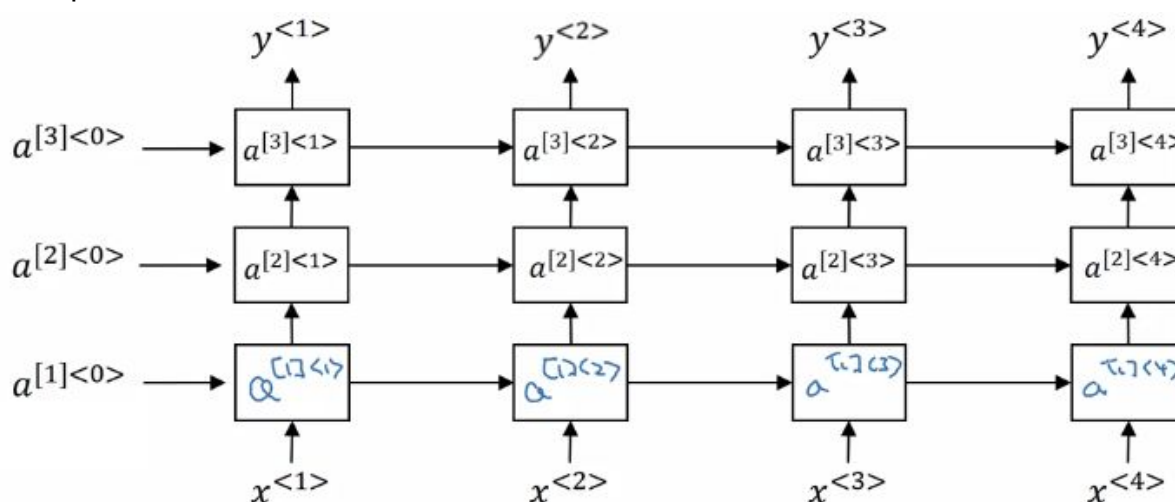 y<1> y<2> y<3> y<4>
a[3]<0> a[3]<1> a[3]<2> a[3]<3> a[3]<4>
a[2]<0> a[2]<1> a[2]<2> a[2]<3> a[2]<4>
a[1]<0> a[1]<1> a[1]<2> a[1]<3> a[1]<4>
x<1> x<2> x<3> x<4>